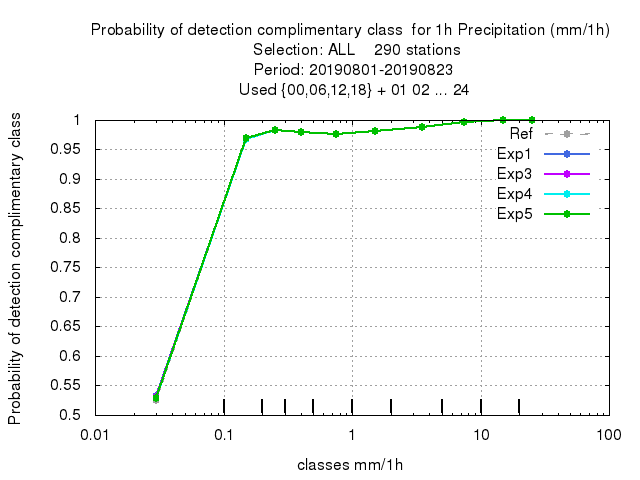 Probability of detection complimentary class  for 1h Precipitation (mm/1h)
Selection: ALL    290 stations
Period: 20190801-20190823
Used {00,06,12,18} + 01 02 ... 24
Probability of detection complimentary class
1
0.95
0.9
0.85
0.8
0.75
0.7
0.65
0.6
0.55
0.5
Ref
Exp1
Exp3
Exp4
Exp5
0.01 0.1 1 10 100
classes mm/1h